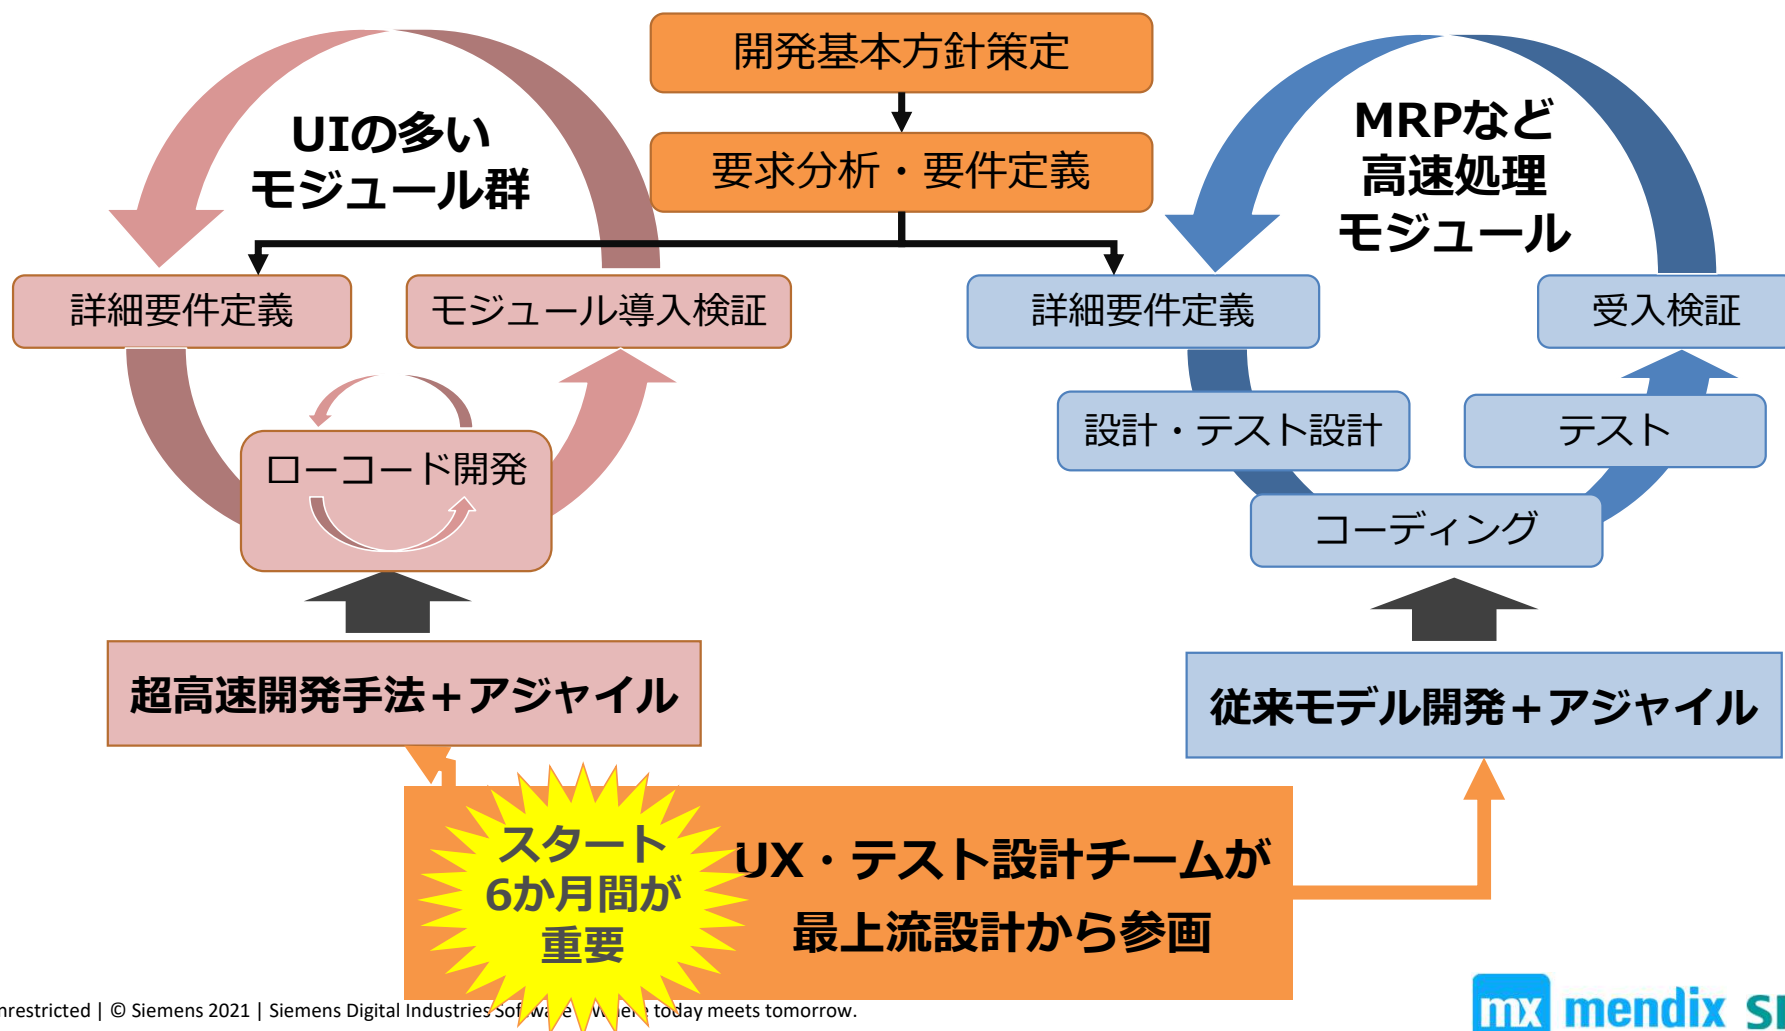 開発基本方針策定
要求分析・要件定義
UIの多い
モジュール群
MRPなど
高速処理
モジュール
詳細要件定義
モジュール導入検証
ローコード開発
詳細要件定義
受入検証
設計・テスト設計
テスト
コーディング
超高速開発手法＋アジャイル
従来モデル開発＋アジャイル
スタート
6か月間が
重要
UX・テスト設計チームが
最上流設計から参画
nrestricted | © Siemens 2021 | Siemens Digital Industries Software | Where today meets tomorrow.
mx mendix